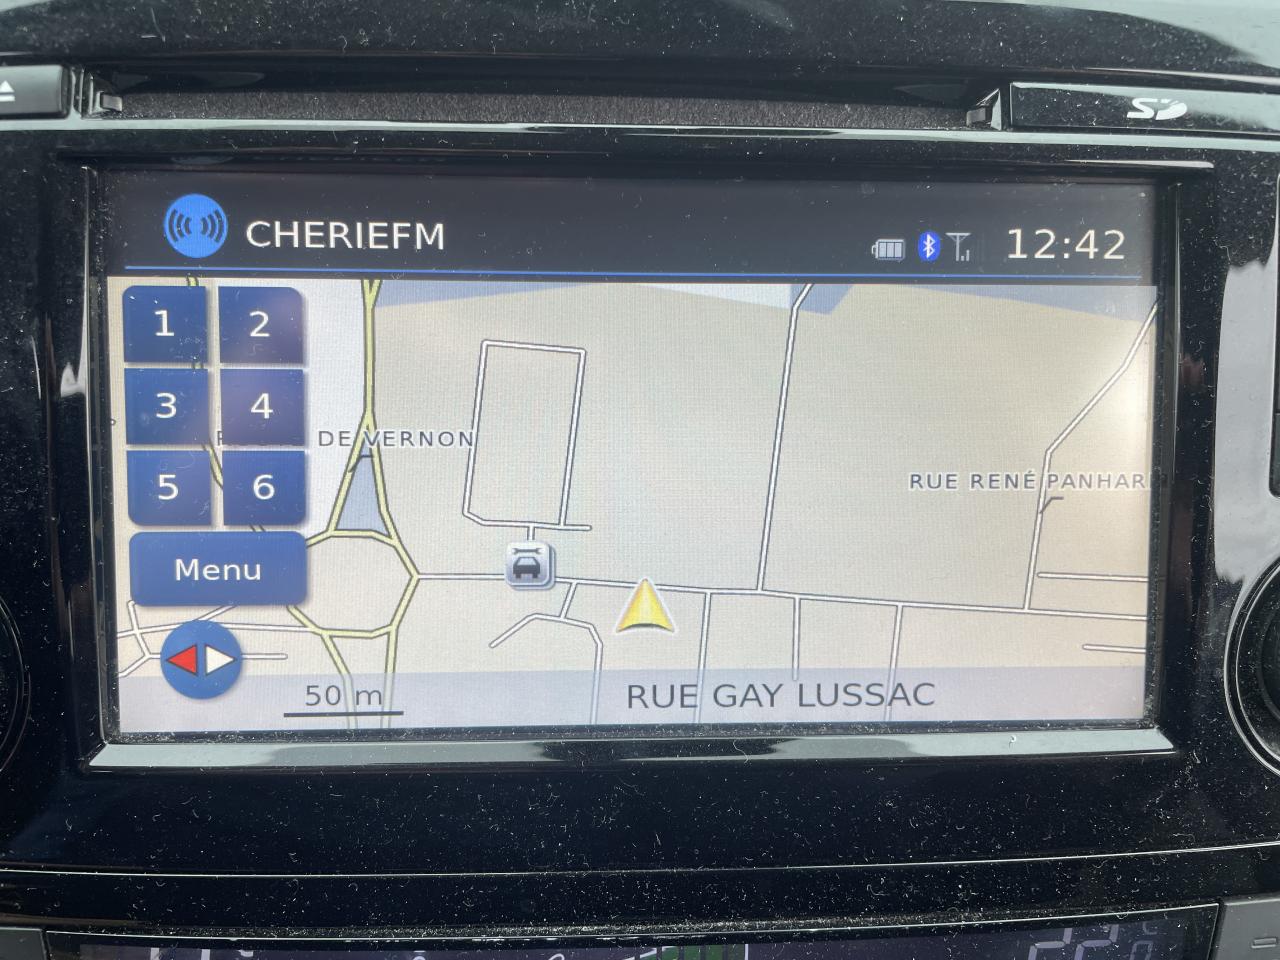 SD
CHERIEFM
12:42
1
2
3
4
DE VERNON
5
6
RUE RENÉ PANHAR
Menu
50 m
RUE GAY LUSSAC
22